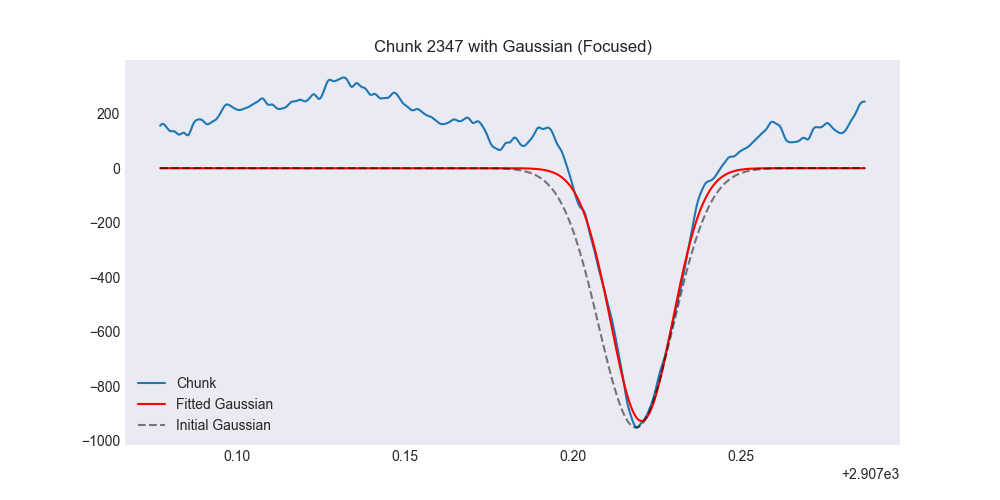 Chunk 2347 with Gaussian (Focused)
200
0
−200
−400
−600
−800
−1000
Chunk
Fitted Gaussian
Initial Gaussian
0.10 0.15 0.20 0.25
+2.907e3